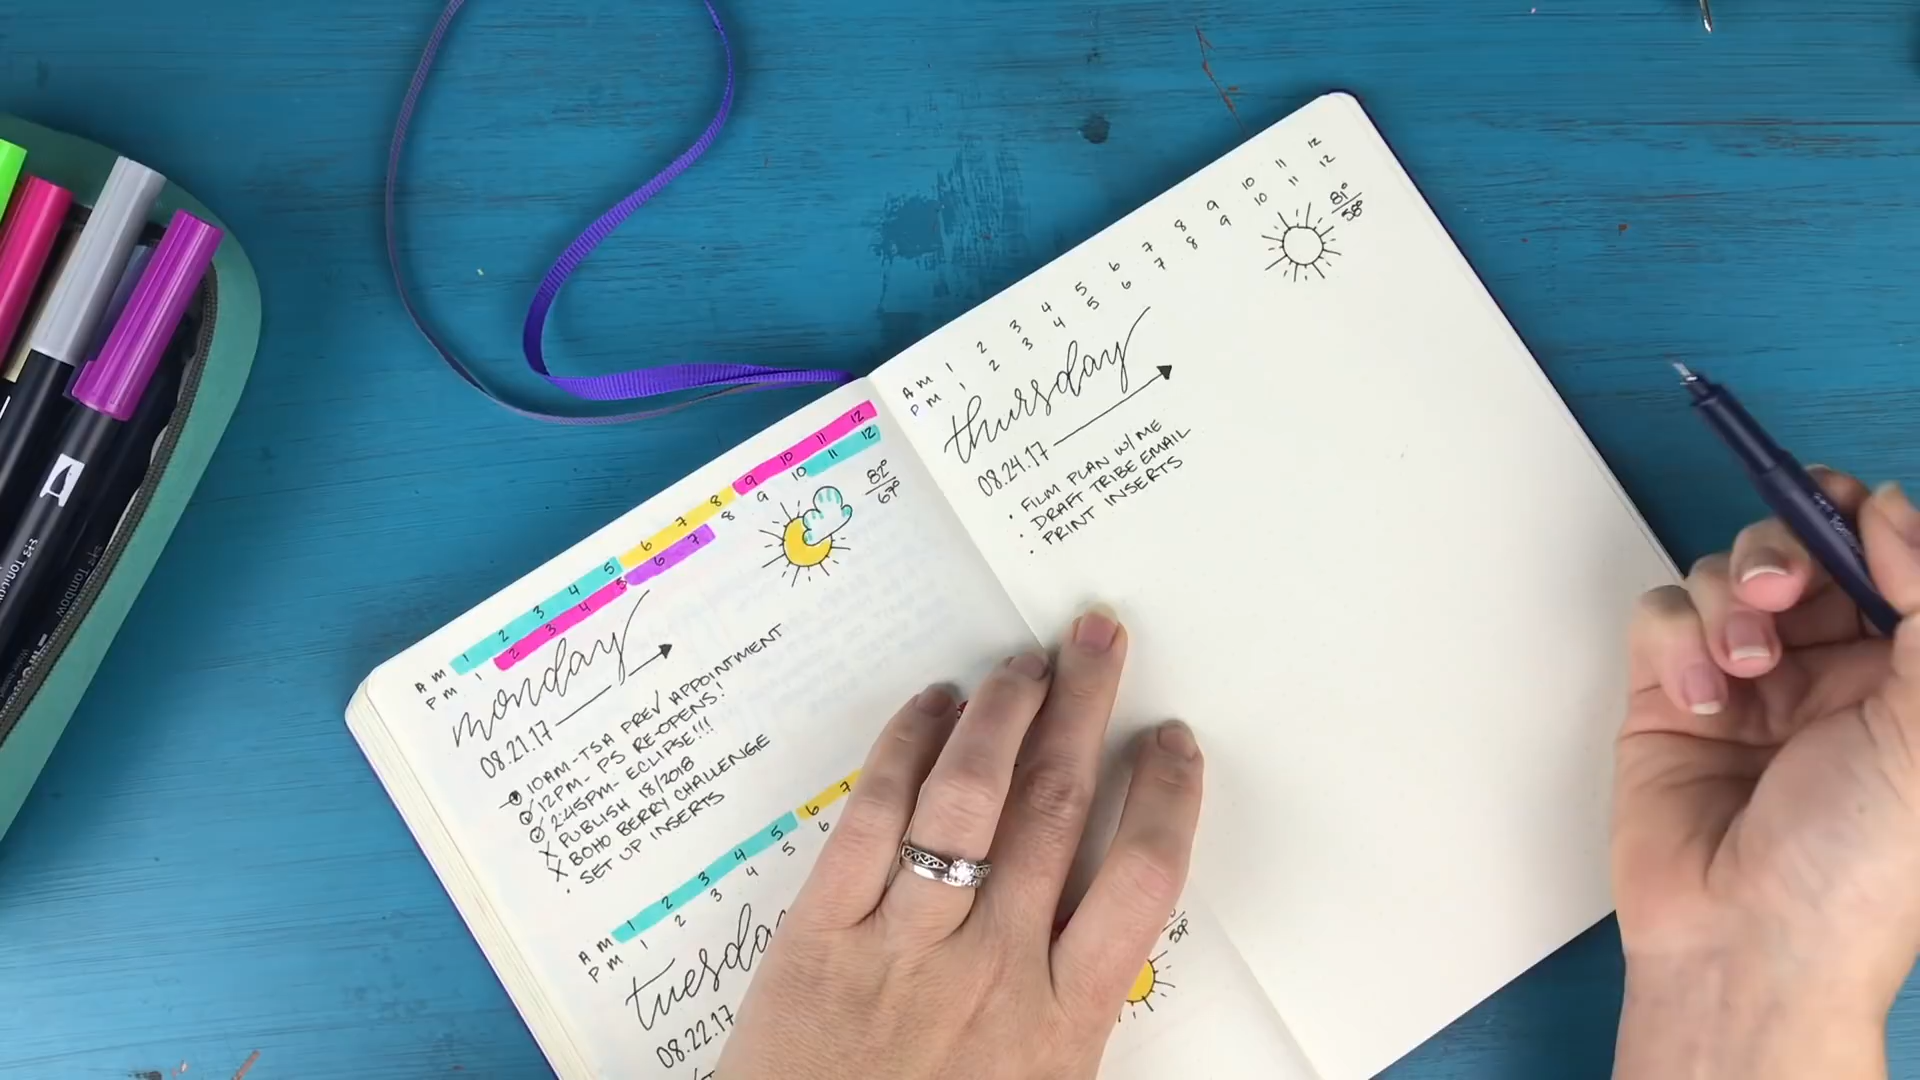 A M 1 2 3 4 5 6 7 8 9 10 11 12
P M 1 2 3 4 5 6 7 8 9 10 11 12
82°
67°
monday
08.21.17
10AM-TSA PREV APPOINTMENT
12PM- PS RE-OPENS!
2:45PM- ECLIPSE!!!
X PUBLISH 18/2018
X BOHO BERRY CHALLENGE
· SET UP INSERTS
A M 1 2 3 4 5 6 7
P M 1 2 3 4 5 6
tuesda
08.22.17
59°
A M 1 2 3 4 5 6 7 8 9 10 11 12
P M 1 2 3 4 5 6 7 8 9 10 11 12
81°
58°
thursday
08.24.17
· FILM PLAN W/ ME
DRAFT TRIBE EMAIL
· PRINT INSERTS
·
Tombow